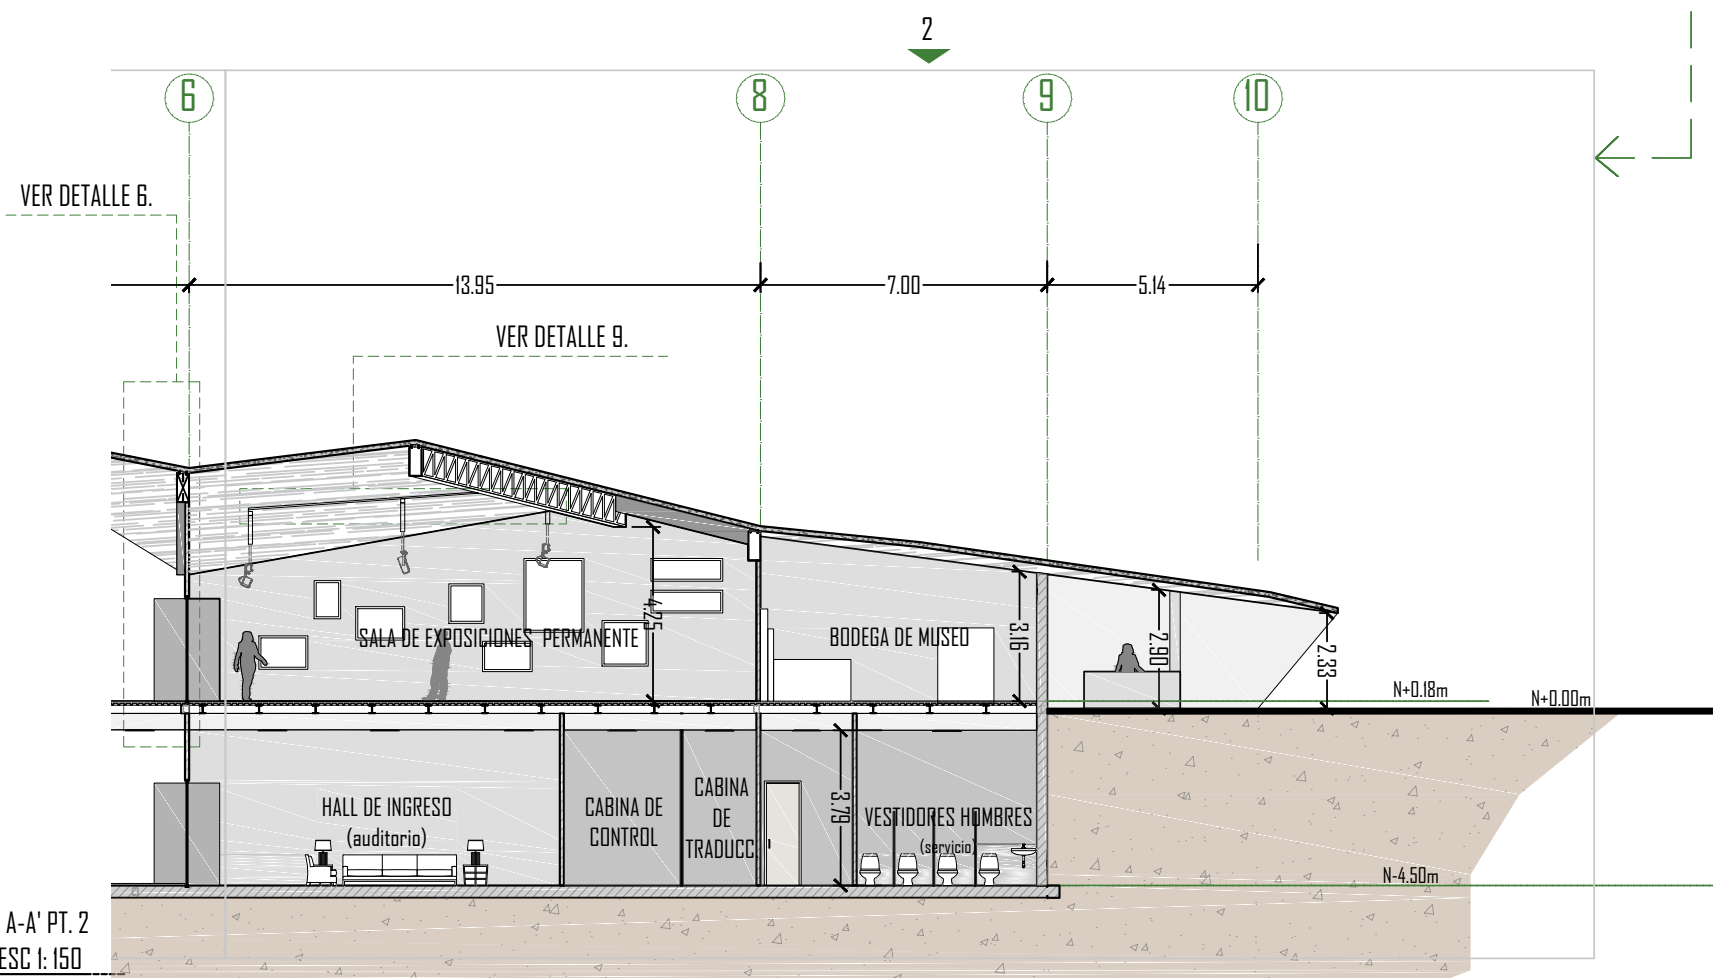 2
6
8
9
10
VER DETALLE 6.
13.95
7.00
5.14
VER DETALLE 9.
4.25
SALA DE EXPOSICIONES PERMANENTE
BODEGA DE MUSEO
3.16
2.90
2.33
N+0.18m
N+0.00m
HALL DE INGRESO
(auditorio)
CABINA DE
CONTROL
CABINA
DE
TRADUCC.
3.79
VESTIDORES HOMBRES
(servicio)
N-4.50m
A-A' PT. 2
ESC 1: 150